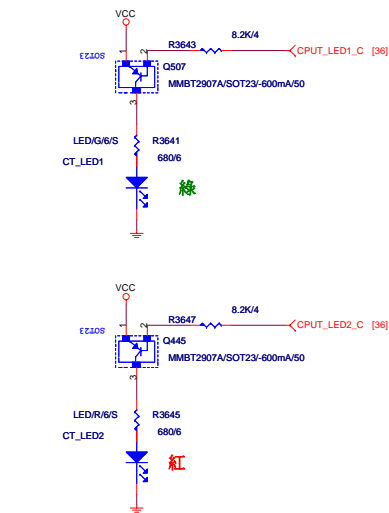 VCC
8.2K/4
R3643
CPUT_LED1_C [36]
1
2
SOT23
Q507
MMBT2907A/SOT23/-600mA/50
3
LED/G/6/S
R3641
CT_LED1
680/6
綠
VCC
8.2K/4
R3647
CPUT_LED2_C [36]
1
2
SOT23
Q445
MMBT2907A/SOT23/-600mA/50
3
LED/R/6/S
R3645
CT_LED2
680/6
紅